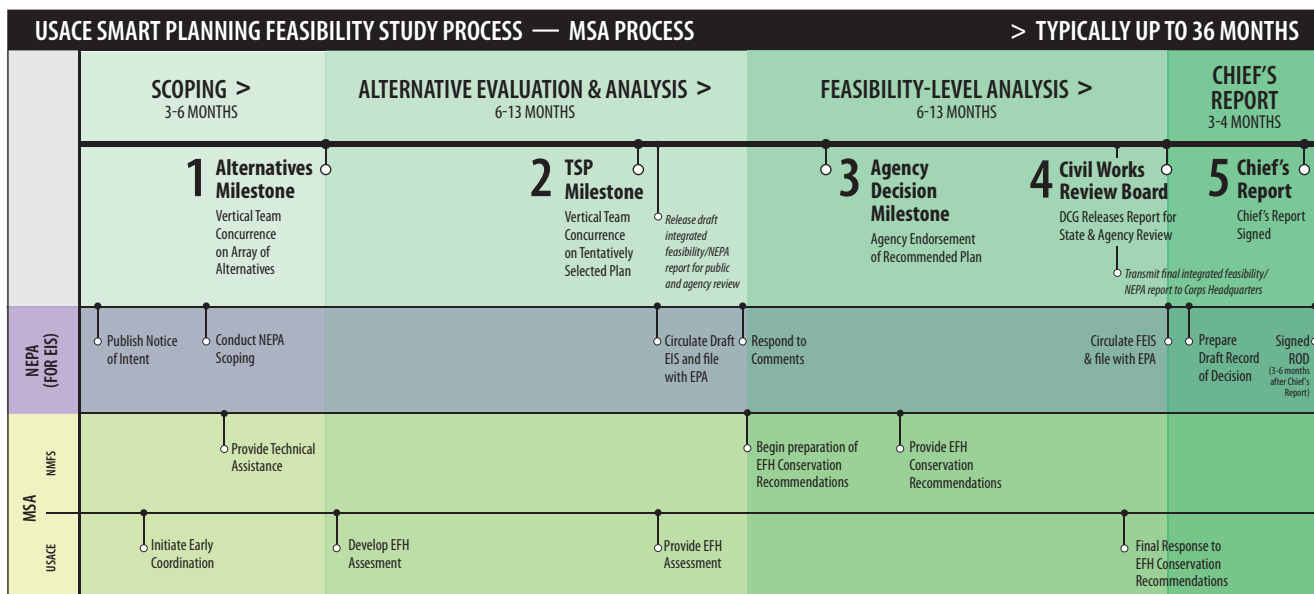 USACE SMART PLANNING FEASIBILITY STUDY PROCESS — MSA PROCESS
> TYPICALLY UP TO 36 MONTHS
SCOPING >
3-6 MONTHS
ALTERNATIVE EVALUATION & ANALYSIS >
6-13 MONTHS
FEASIBILITY-LEVEL ANALYSIS >
6-13 MONTHS
CHIEF'S
REPORT
3-4 MONTHS
1 Alternatives
Milestone
Vertical Team
Concurrence
on Array of
Alternatives
2 TSP
Milestone
Vertical Team
Concurrence
on Tentatively
Selected Plan
Release draft
integrated
feasibility/NEPA
report for public
and agency review
3 Agency
Decision
Milestone
Agency Endorsement
of Recommended Plan
4 Civil Works
Review Board
DCG Releases Report for
State & Agency Review
Transmit final integrated feasibility/
NEPA report to Corps Headquarters
5 Chief's
Report
Chief's Report
Signed
NEPA
(FOR EIS)
Publish Notice
of Intent
Conduct NEPA
Scoping
Circulate Draft
EIS and file
with EPA
Respond to
Comments
Circulate FEIS
& file with EPA
Prepare
Draft Record
of Decision
Signed
ROD
(3-6 months
after Chief's
Report)
MSA
NMFS
Provide Technical
Assistance
Begin preparation of
EFH Conservation
Recommendations
Provide EFH
Conservation
Recommendations
USACE
Initiate Early
Coordination
Develop EFH
Assesment
Provide EFH
Assessment
Final Response to
EFH Conservation
Recommendations